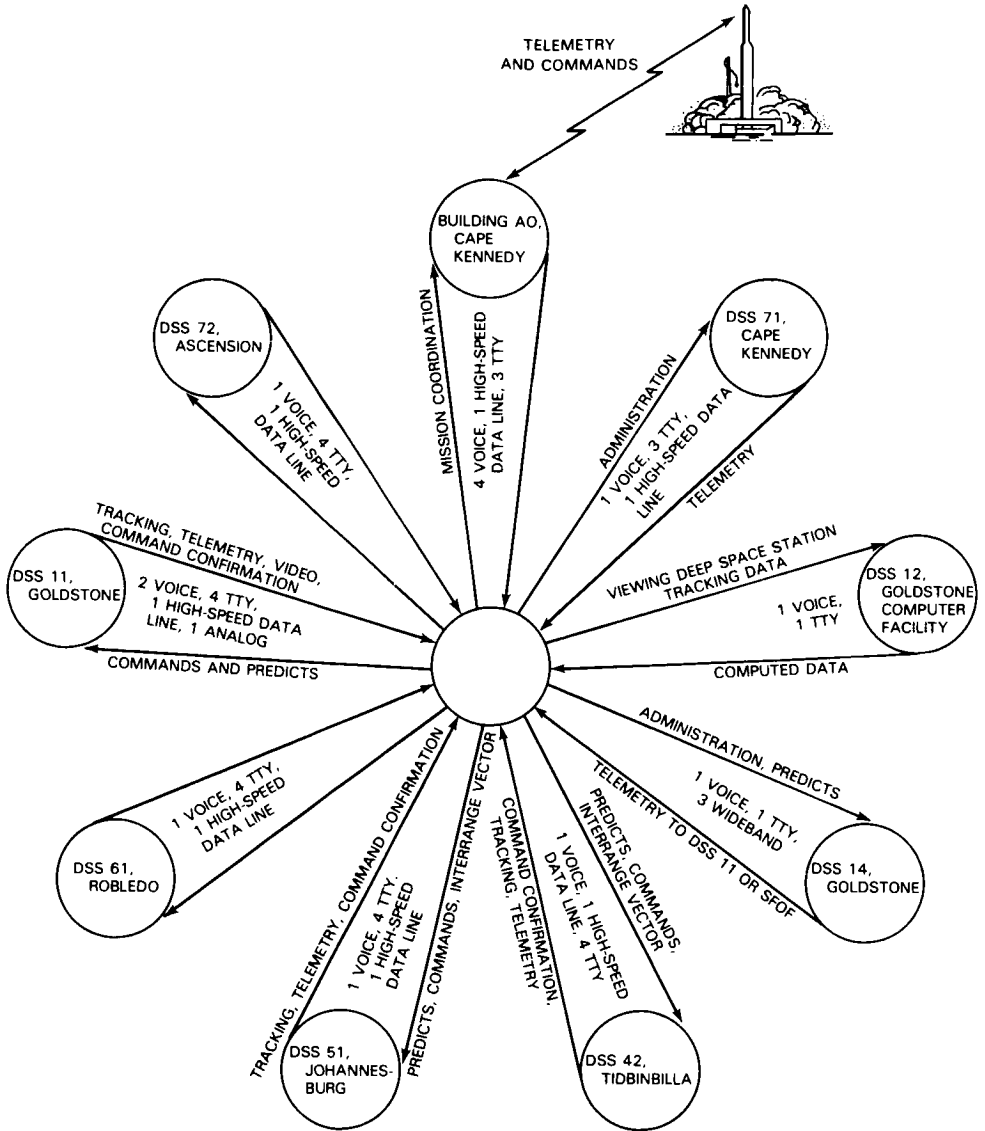 TELEMETRY
AND COMMANDS
BUILDING AO,
CAPE
KENNEDY
MISSION COORDINATION
4 VOICE, 1 HIGH-SPEED
DATA LINE, 3 TTY
DSS 72,
ASCENSION
1 VOICE, 4 TTY,
1 HIGH-SPEED
DATA LINE
DSS 71,
CAPE
KENNEDY
ADMINISTRATION
1 VOICE, 3 TTY,
1 HIGH-SPEED DATA
LINE
TELEMETRY
DSS 11,
GOLDSTONE
TRACKING, TELEMETRY, VIDEO,
COMMAND CONFIRMATION
2 VOICE, 4 TTY,
1 HIGH-SPEED DATA
LINE, 1 ANALOG
COMMANDS AND PREDICTS
VIEWING DEEP SPACE STATION
TRACKING DATA
1 VOICE,
1 TTY
COMPUTED DATA
DSS 12,
GOLDSTONE
COMPUTER
FACILITY
DSS 61,
ROBLEDO
1 VOICE, 4 TTY,
1 HIGH-SPEED
DATA LINE
ADMINISTRATION, PREDICTS
1 VOICE, 1 TTY,
3 WIDEBAND
TELEMETRY TO DSS 11 OR SFOF
DSS 14,
GOLDSTONE
TRACKING, TELEMETRY, COMMAND CONFIRMATION
1 VOICE, 4 TTY.
1 HIGH-SPEED
DATA LINE
PREDICTS, COMMANDS, INTERRANGE VECTOR
DSS 51,
JOHANNES-
BURG
COMMAND CONFIRMATION,
TRACKING, TELEMETRY
1 VOICE, 1 HIGH-SPEED
DATA LINE, 4 TTY
PREDICTS, COMMANDS,
INTERRANGE VECTOR
DSS 42,
TIDBINBILLA